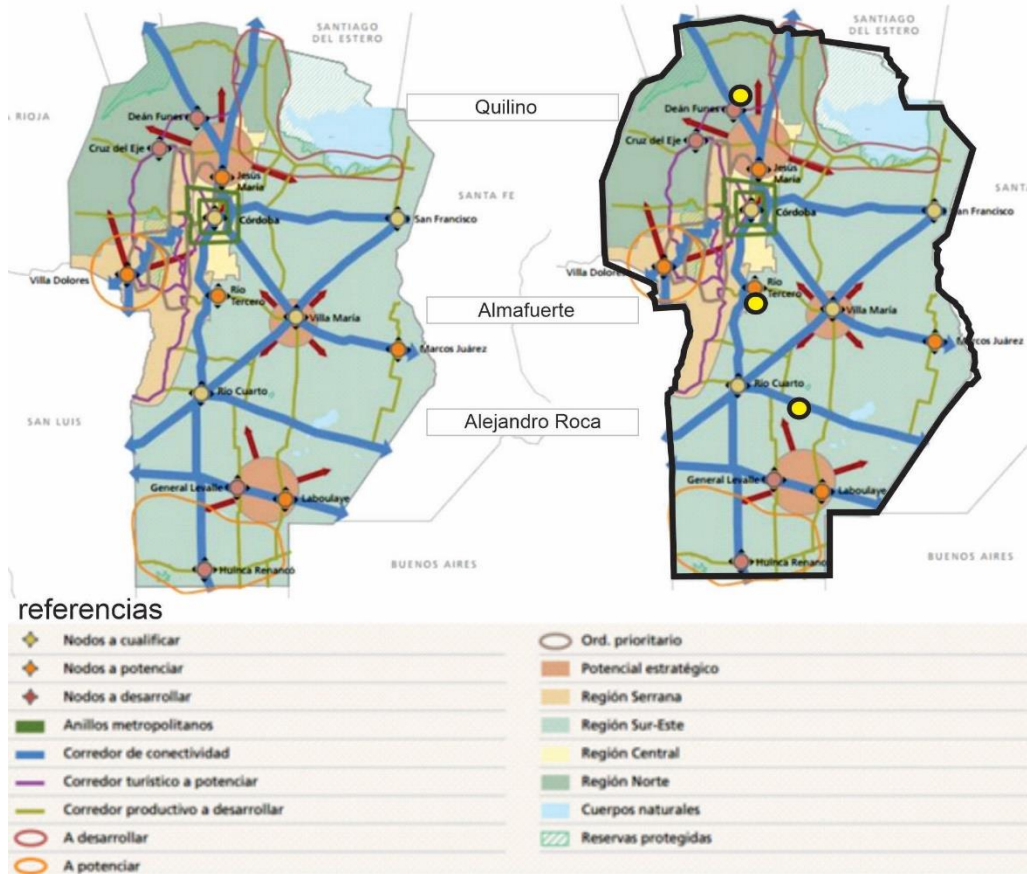 SANTIAGO
DEL ESTERO
A RIOJA
Deán Funes
Cruz del Eje
Jesús
María
SANTA FE
Córdoba
San Francisco
Villa Dolores
Río
Tercero
Villa María
Marcos Juárez
Río Cuarto
SAN LUIS
General Levalle
Laboulaye
Huinca Renancó
BUENOS AIRES
Quilino
Almafuerte
Alejandro Roca
SANTIAGO
DEL ESTERO
A RIOJA
Deán Funes
Cruz del Eje
Jesús
María
SANTA
Córdoba
San Francisco
Villa Dolores
Río
Tercero
Villa María
Marcos Juárez
Río Cuarto
General Levalle
Laboulaye
Huinca Renancó
BUENOS AIRES
referencias
Nodos a cualificar
Nodos a potenciar
Nodos a desarrollar
Anillos metropolitanos
Corredor de conectividad
Corredor turístico a potenciar
Corredor productivo a desarrollar
A desarrollar
A potenciar
Ord. prioritario
Potencial estratégico
Región Serrana
Región Sur-Este
Región Central
Región Norte
Cuerpos naturales
Reservas protegidas